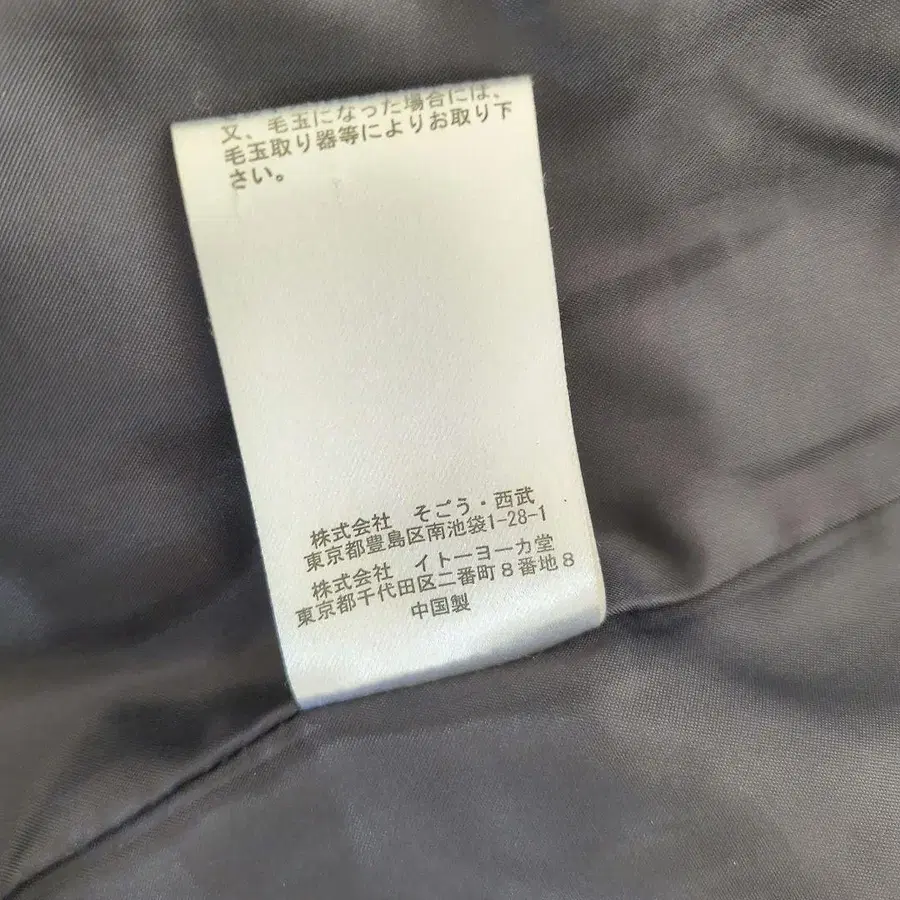 又、毛玉になった場合には、
毛玉取り器等によりお取り下
さい。
株式会社 そごう・西武
東京都豊島区南池袋1-28-1
株式会社 イトーヨーカ堂
東京都千代田区二番町８番地８
中国製